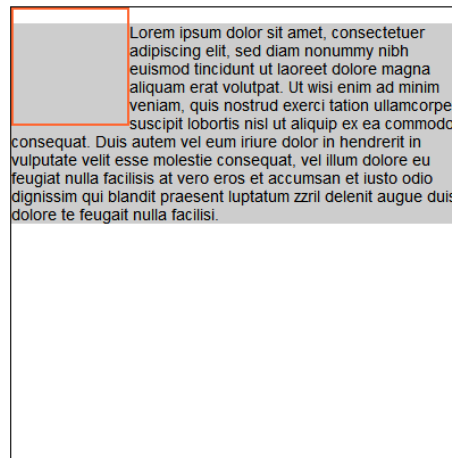 Lorem ipsum dolor sit amet, consectetuer
adipiscing elit, sed diam nonummy nibh
euismod tincidunt ut laoreet dolore magna
aliquam erat volutpat. Ut wisi enim ad minim
veniam, quis nostrud exerci tation ullamcorpe
suscipit lobortis nisl ut aliquip ex ea commodo
consequat. Duis autem vel eum iriure dolor in hendrerit in
vulputate velit esse molestie consequat, vel illum dolore eu
feugiat nulla facilisis at vero eros et accumsan et iusto odio
dignissim qui blandit praesent luptatum zzril delenit augue duis
dolore te feugait nulla facilisi.